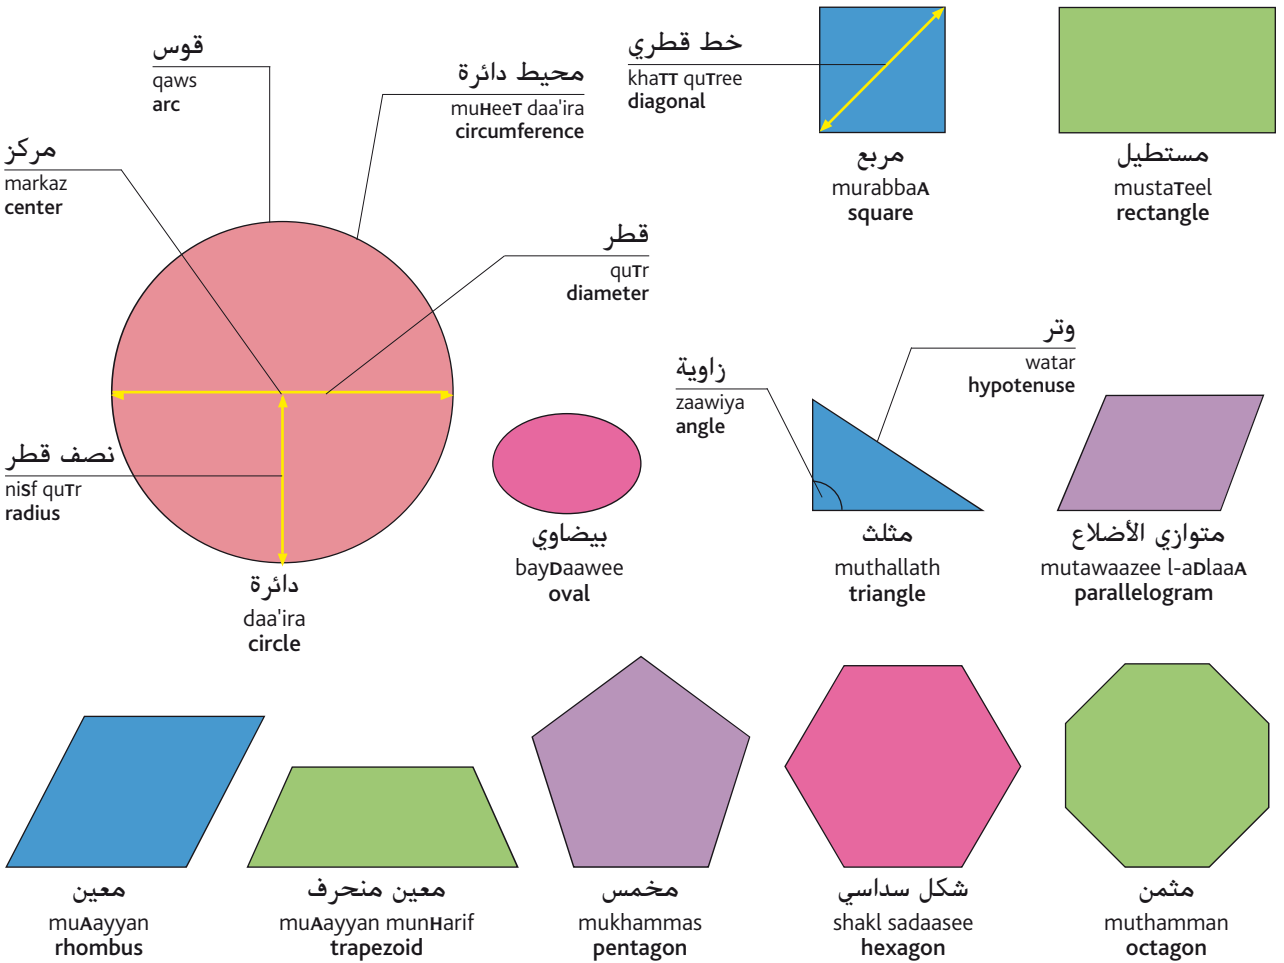 قوس
qaws
arc
محيط دائرة
muHeeT daa'ira
circumference
مركز
markaz
center
قطر
quTr
diameter
نصف قطر
niSf quTr
radius
دائرة
daa'ira
circle
خط قطري
khaTT quTree
diagonal
مربع
murabbaA
square
مستطيل
mustaTeel
rectangle
بيضاوي
bayDaawee
oval
زاوية
zaawiya
angle
وتر
watar
hypotenuse
مثلث
muthallath
triangle
متوازي الأضلاع
mutawaazee l-aDlaaA
parallelogram
معين
muAayyan
rhombus
معين منحرف
muAayyan munHarif
trapezoid
مخمس
mukhammas
pentagon
شكل سداسي
shakl sadaasee
hexagon
مثمن
muthamman
octagon